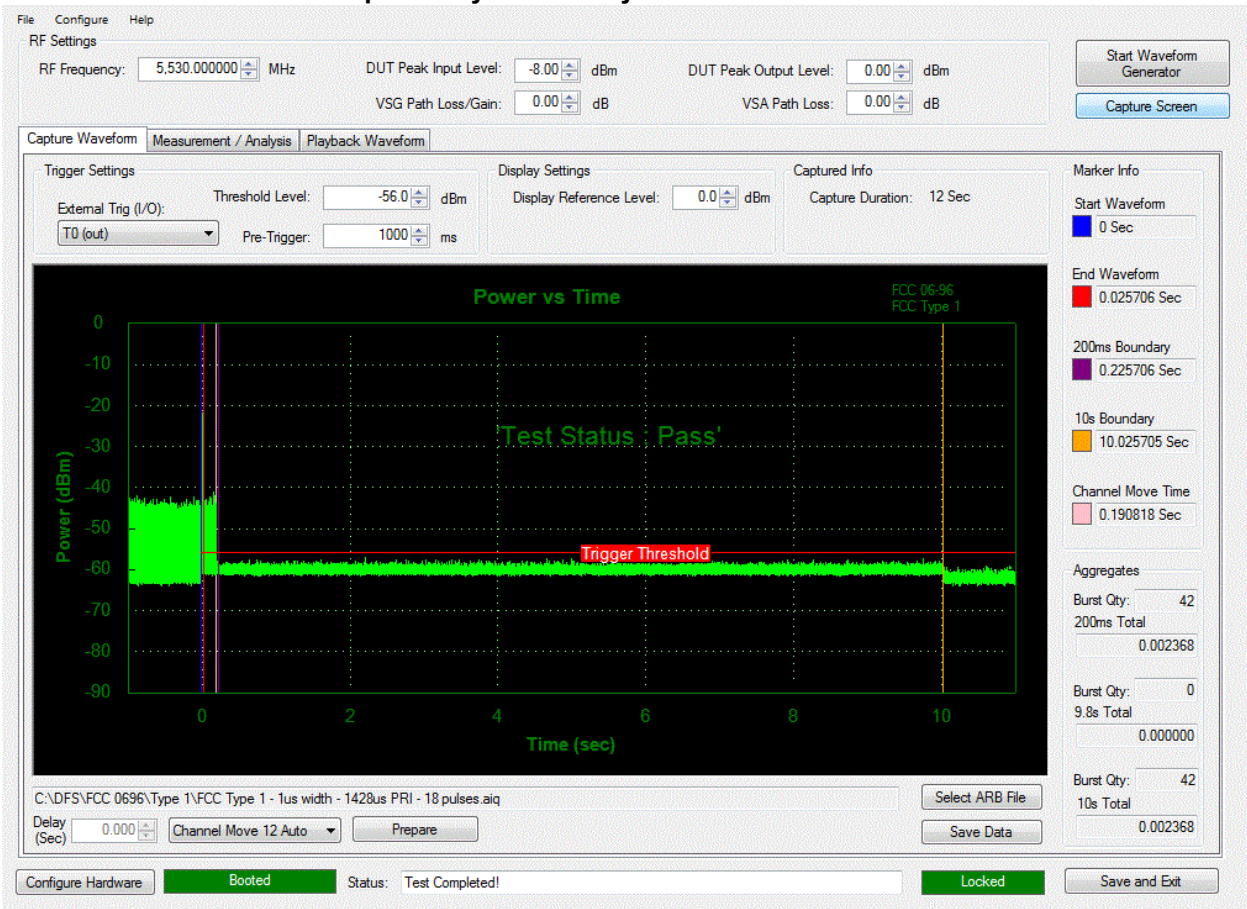 File Configure Help
RF Settings
RF Frequency: 5,530.000000 MHz DUT Peak Input Level: -8.00 dBm DUT Peak Output Level: 0.00 dBm
VSG Path Loss/Gain: 0.00 dB VSA Path Loss: 0.00 dB
Start Waveform
Generator
Capture Screen
Capture Waveform Measurement / Analysis Playback Waveform
Trigger Settings
External Trig (I/O):
T0 (out)
Threshold Level: -56.0 dBm
Pre-Trigger: 1000 ms
Display Settings
Display Reference Level: 0.0 dBm
Captured Info
Capture Duration: 12 Sec
Power vs Time
FCC 06-96
FCC Type 1
'Test Status : Pass'
Trigger Threshold
Power (dBm)
0
-10
-20
-30
-40
-50
-60
-70
-80
-90
0 2 4 6 8 10
Time (sec)
Marker Info
Start Waveform
0 Sec
End Waveform
0.025706 Sec
200ms Boundary
0.225706 Sec
10s Boundary
10.025705 Sec
Channel Move Time
0.190818 Sec
Aggregates
Burst Qty: 42
200ms Total
0.002368
Burst Qty: 0
9.8s Total
0.000000
Burst Qty: 42
10s Total
0.002368
C:\DFS\FCC 0696\Type 1\FCC Type 1 - 1us width - 1428us PRI - 18 pulses.aiq
Select ARB File
Delay
(Sec) 0.000 Channel Move 12 Auto Prepare
Save Data
Configure Hardware Booted Status: Test Completed! Locked Save and Exit